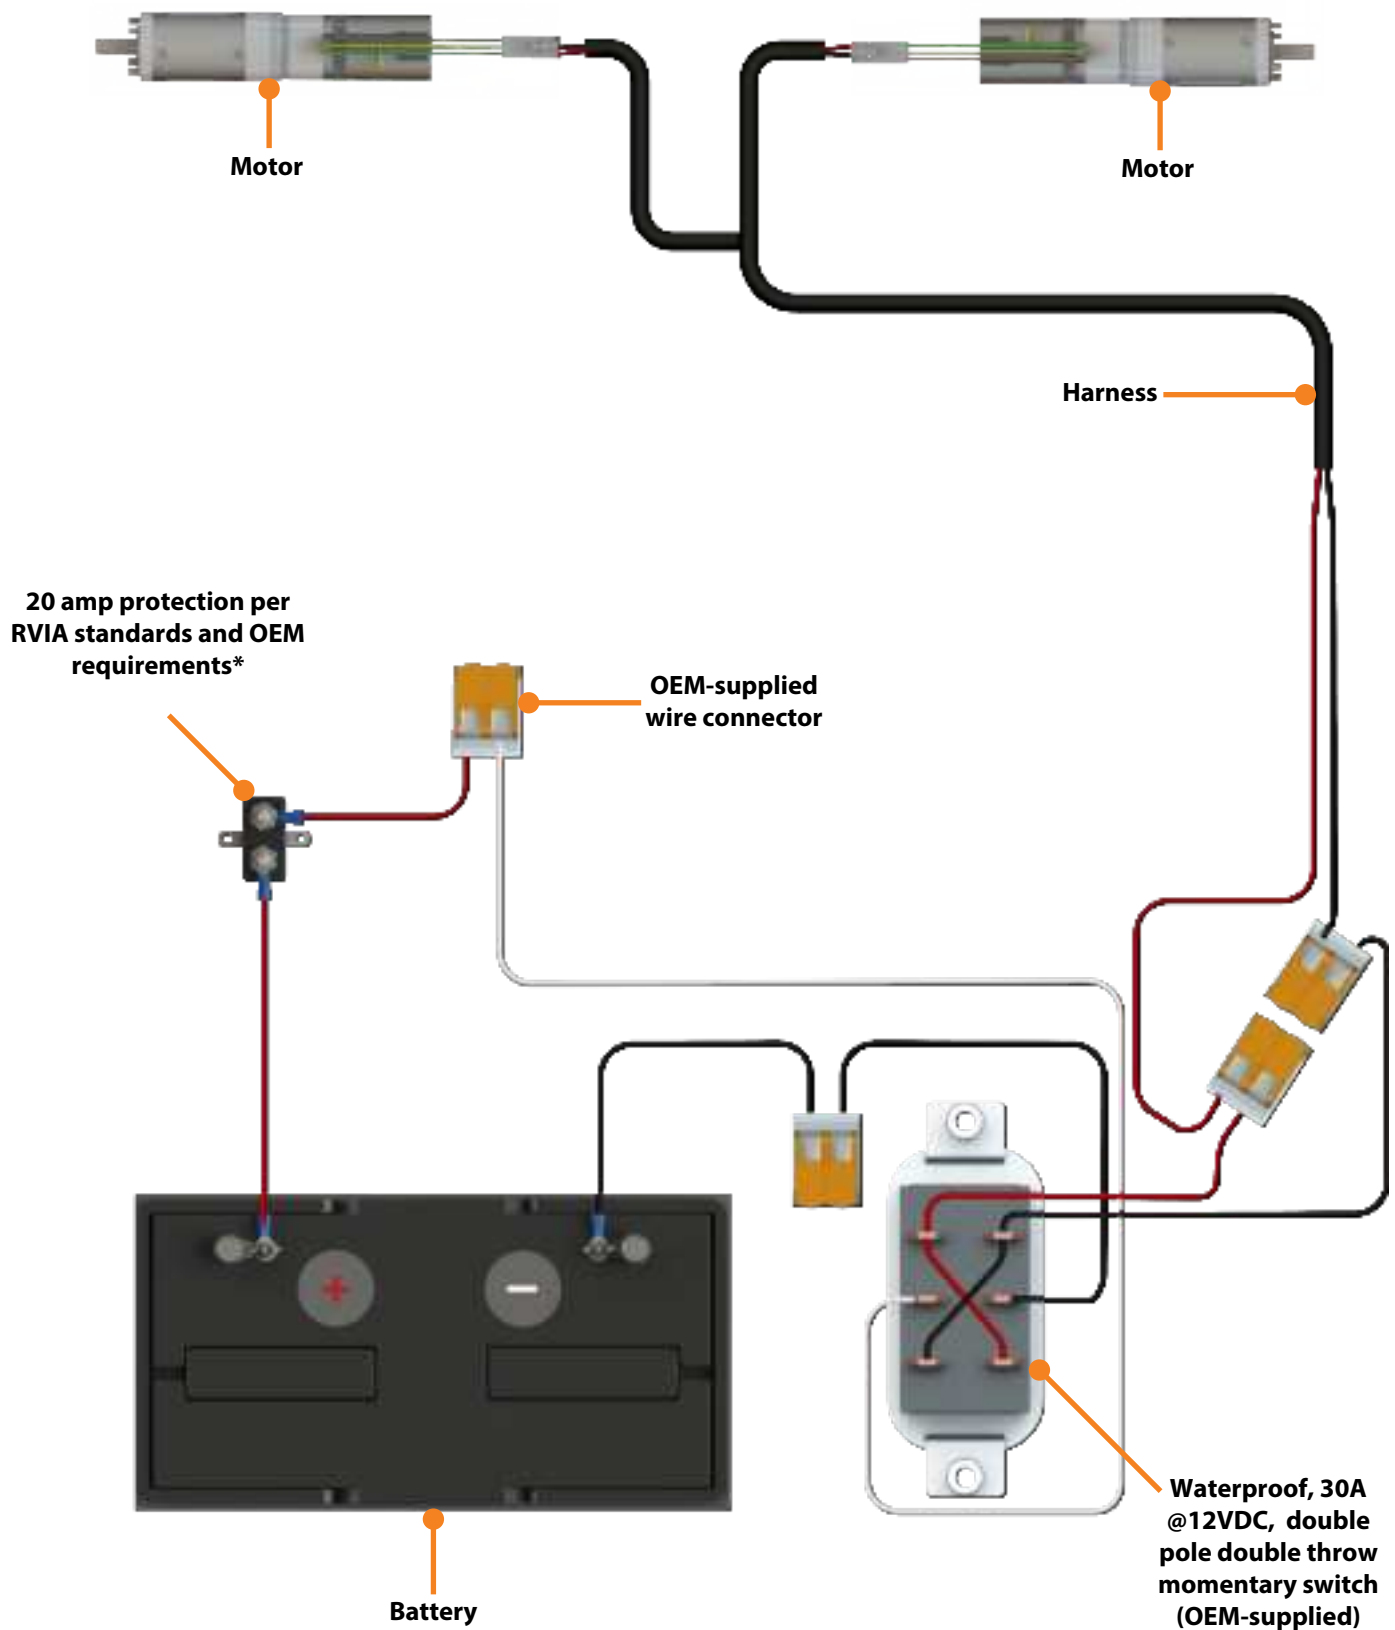 Motor
Motor
Harness
20 amp protection per
RVIA standards and OEM
requirements*
OEM-supplied
wire connector
+
−
Waterproof, 30A
@12VDC, double
pole double throw
momentary switch
(OEM-supplied)
Battery